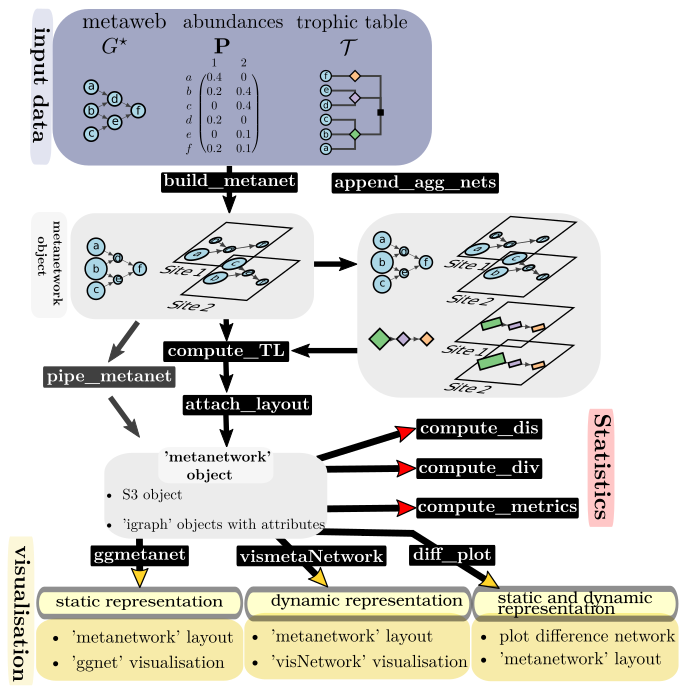 metaweb abundances trophic table
G* P 𝒯
input data
1 2
a 0.4 0
b 0.2 0.4
c 0 0.4
d 0.2 0
e 0 0.1
f 0.2 0.1
a
b
c
d
e
f
f
e
d
c
b
a
build_metanet
append_agg_nets
metanetwork
object
a
b
c
d
e
f
a
c
b
Site 1
Site 2
a
b
c
d
e
f
a
c
b
Site 1
Site 2
Site 1
Site 2
compute_TL
pipe_metanet
attach_layout
'metanetwork'
object
• S3 object
• 'igraph' objects with attributes
compute_dis
compute_div
compute_metrics
Statistics
visualisation
ggmetanet
vismetaNetwork
diff_plot
static representation
• 'metanetwork' layout
• 'ggnet' visualisation
dynamic representation
• 'metanetwork' layout
• 'visNetwork' visualisation
static and dynamic
representation
• plot difference network
• 'metanetwork' layout